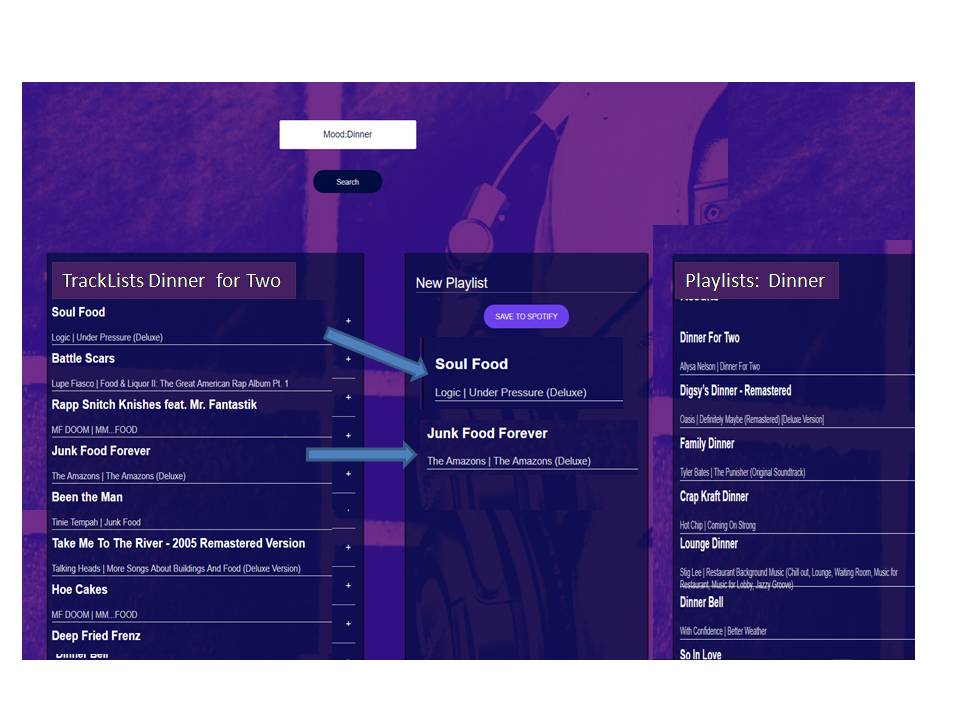 Mood:Dinner
Search
TrackLists Dinner for Two
Soul Food
+
Logic | Under Pressure (Deluxe)
Battle Scars
+
Lupe Fiasco | Food & Liquor II: The Great American Rap Album Pt. 1
Rapp Snitch Knishes feat. Mr. Fantastik
+
MF DOOM | MM...FOOD
+
Junk Food Forever
The Amazons | The Amazons (Deluxe)
+
Been the Man
Tinie Tempah | Junk Food
Take Me To The River - 2005 Remastered Version
+
Talking Heads | More Songs About Buildings And Food (Deluxe Version)
Hoe Cakes
+
MF DOOM | MM...FOOD
+
Deep Fried Frenz
Dinner Bell
New Playlist
SAVE TO SPOTIFY
Soul Food
Logic | Under Pressure (Deluxe)
Junk Food Forever
The Amazons | The Amazons (Deluxe)
Playlists: Dinner
Results
Dinner For Two
Allysa Nelson | Dinner For Two
Digsy's Dinner - Remastered
Oasis | Definitely Maybe (Remastered) [Deluxe Version]
Family Dinner
Tyler Bates | The Punisher (Original Soundtrack)
Crap Kraft Dinner
Hot Chip | Coming On Strong
Lounge Dinner
Stig Lee | Restaurant Background Music (Chill out, Lounge, Waiting Room, Music for
Restaurant, Music for Lobby, Jazzy Groove)
Dinner Bell
With Confidence | Better Weather
So In Love